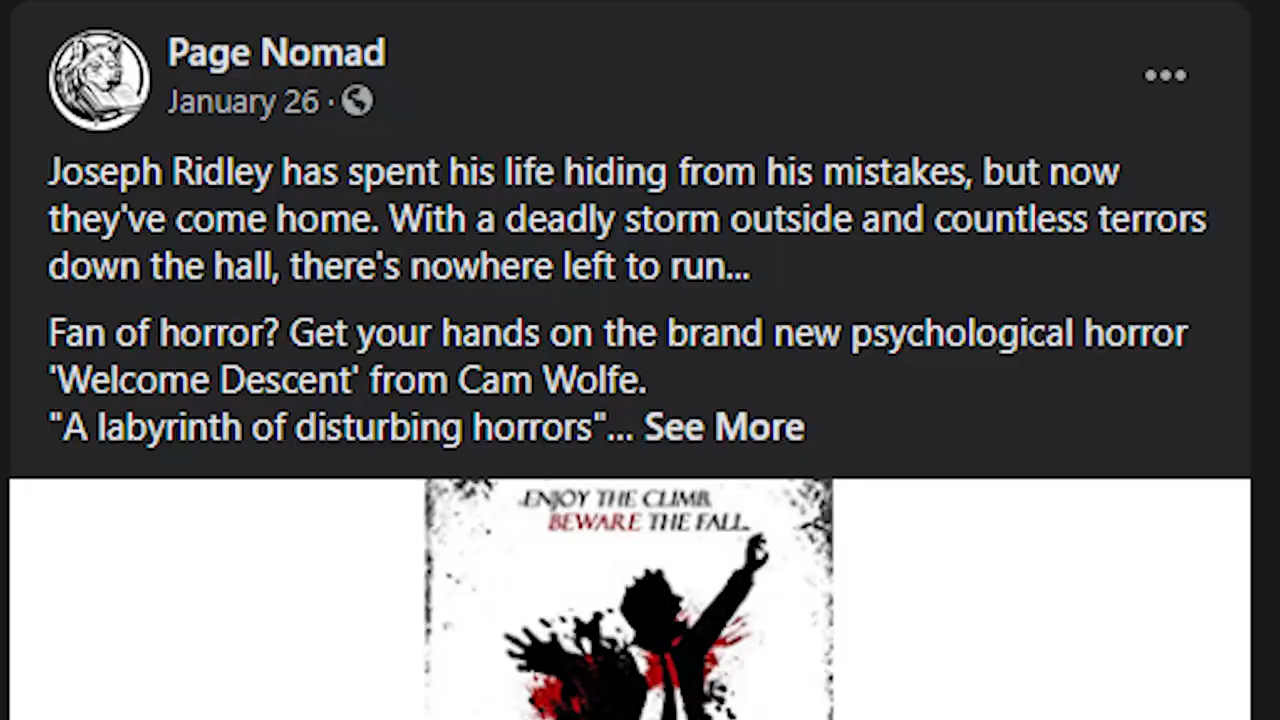 Page Nomad
January 26 ·
Joseph Ridley has spent his life hiding from his mistakes, but now
they've come home. With a deadly storm outside and countless terrors
down the hall, there's nowhere left to run...
Fan of horror? Get your hands on the brand new psychological horror
'Welcome Descent' from Cam Wolfe.
"A labyrinth of disturbing horrors"... See More
ENJOY THE CLIMB.
BEWARE THE FALL.